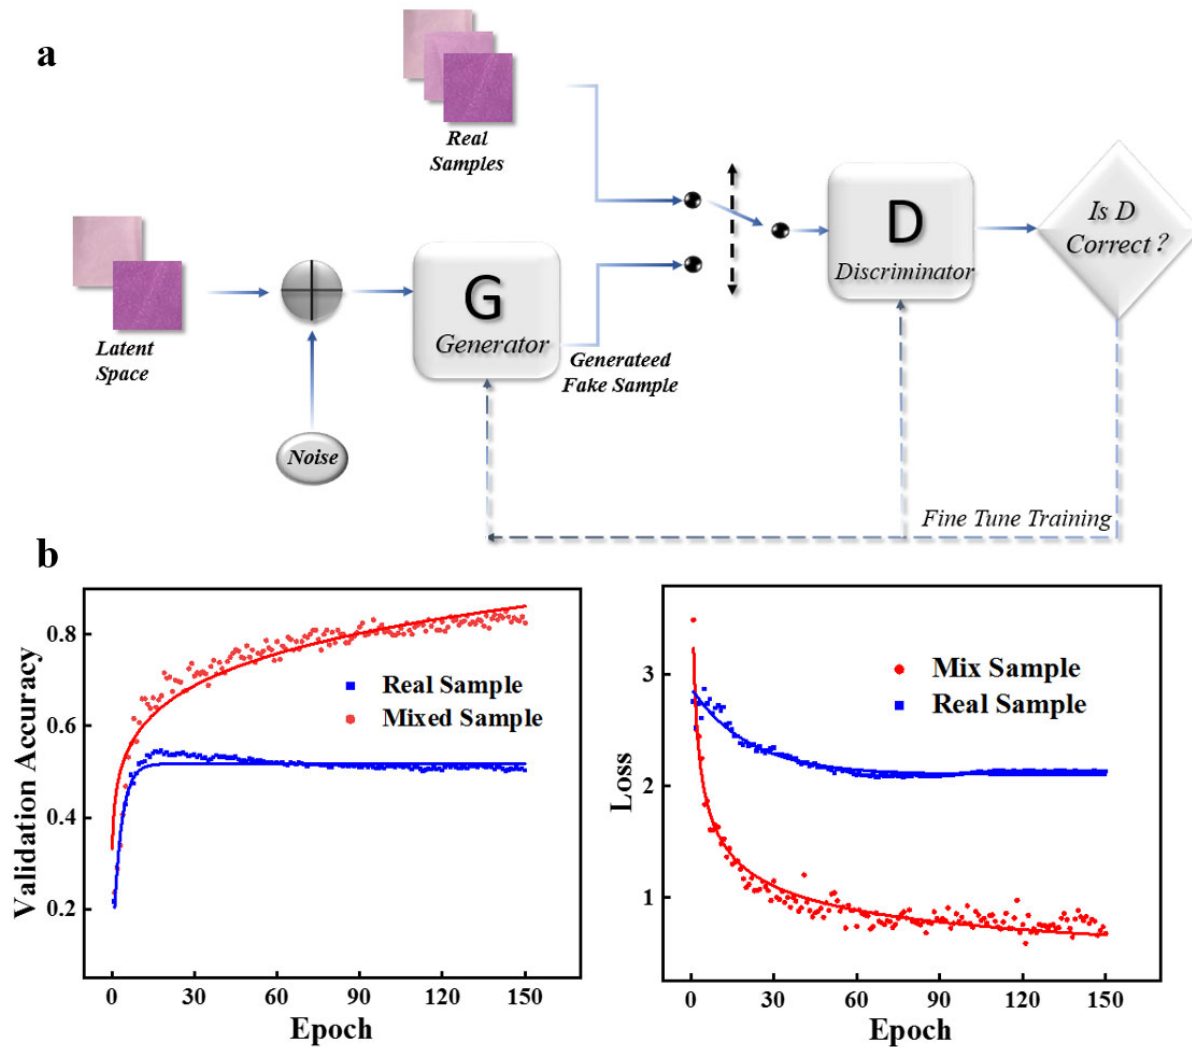 a
Real
Samples
Latent
Space
Noise
G
Generator
Generateed
Fake Sample
D
Discriminator
Is D
Correct ?
Fine Tune Training
b
Validation Accuracy
0.8
0.6
0.4
0.2
Real Sample
Mixed Sample
0 30 60 90 120 150
Epoch
Loss
3
2
1
Mix Sample
Real Sample
0 30 60 90 120 150
Epoch